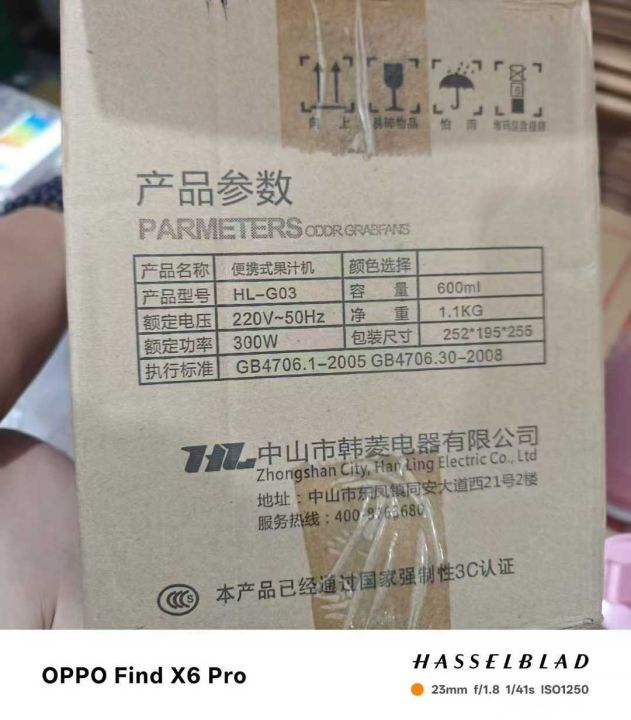 向 上 易碎物品 怕 雨
产品参数
PARMETERS ODDR.GRABFANS
产品名称 便携式果汁机 颜色选择
产品型号 HL-G03 容 量 600ml
额定电压 220V~50Hz 净 重 1.1KG
额定功率 300W 包装尺寸 252*195*255
执行标准 GB4706.1-2005 GB4706.30-2008
HL 中山市韩菱电器有限公司
Zhongshan City, Han Ling Electric Co., Ltd
地址：中山市东凤镇同安大道西21号2楼
服务热线：400-
CCC S 本产品已经通过国家强制性3C认证
OPPO Find X6 Pro
HASSELBLAD
23mm f/1.8 1/41s ISO1250